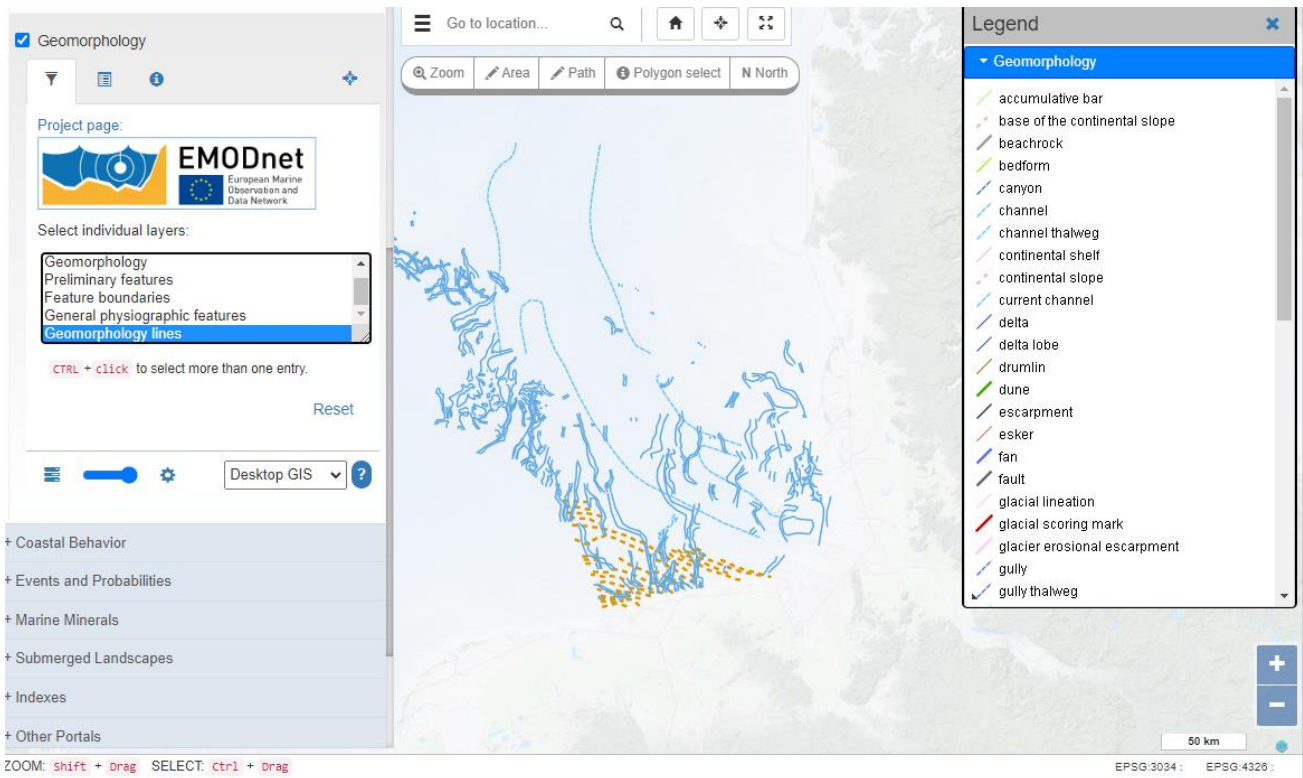 Geomorphology
Project page:
EMODnet
European Marine
Observation and
Data Network
Select individual layers:
Geomorphology
Preliminary features
Feature boundaries
General physiographic features
Geomorphology lines
CTRL + click to select more than one entry.
Reset
Desktop GIS
?
+ Coastal Behavior
+ Events and Probabilities
+ Marine Minerals
+ Submerged Landscapes
+ Indexes
+ Other Portals
Go to location...
Zoom
Area
Path
Polygon select
N North
Legend
Geomorphology
accumulative bar
base of the continental slope
beachrock
bedform
canyon
channel
channel thalweg
continental shelf
continental slope
current channel
delta
delta lobe
drumlin
dune
escarpment
esker
fan
fault
glacial lineation
glacial scoring mark
glacier erosional escarpment
gully
gully thalweg
+
−
50 km
ZOOM: Shift + Drag SELECT: Ctrl + Drag
EPSG:3034 : EPSG:4326 :